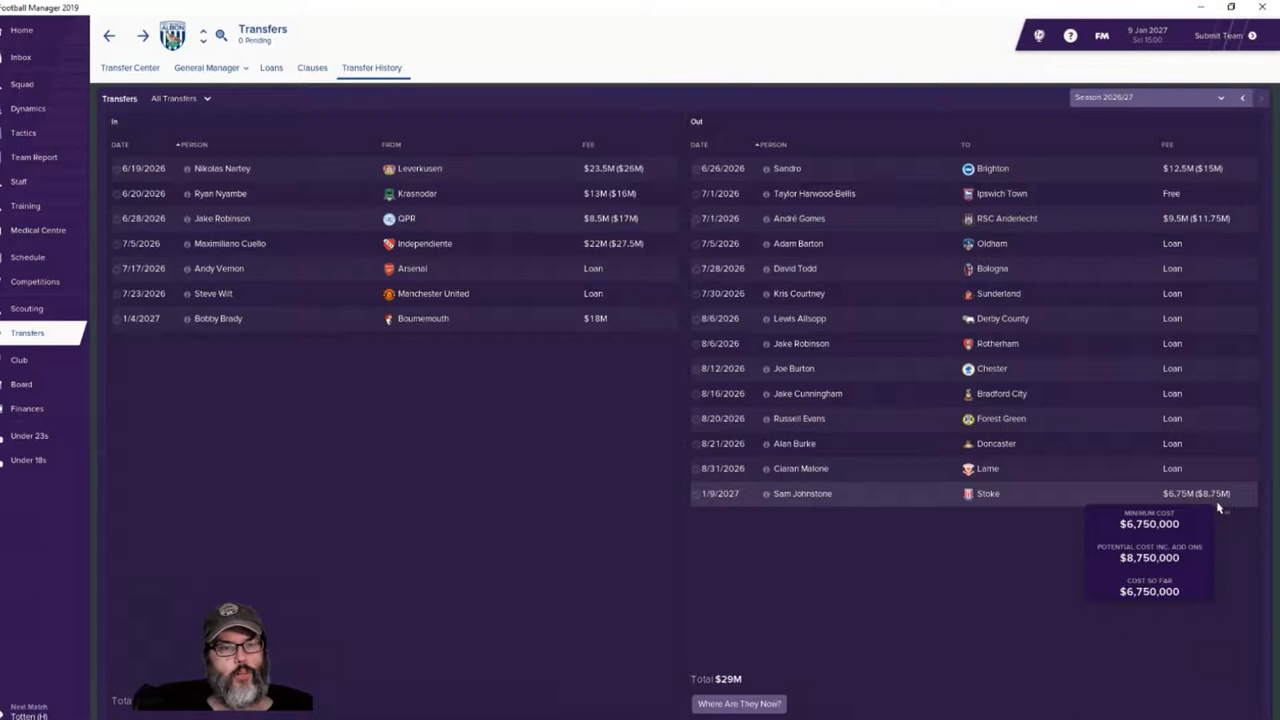 Football Manager 2019
Home
Inbox
Squad
Dynamics
Tactics
Team Report
Staff
Training
Medical Centre
Schedule
Competitions
Scouting
Transfers
Club
Board
Finances
Under 23s
Under 18s
Next Match
Totten (H)
ALBION
Transfers
0 Pending
FM
9 Jan 2027
Sat 15:00
Submit Team
Transfer Center
General Manager
Loans
Clauses
Transfer History
Transfers All Transfers
Season 2026/27
In
DATE PERSON FROM FEE
6/19/2026 Nikolas Nartey Leverkusen $23.5M ($26M)
6/20/2026 Ryan Nyambe Krasnodar $13M ($16M)
6/28/2026 Jake Robinson QPR $8.5M ($17M)
7/5/2026 Maximiliano Cuello Independiente $22M ($27.5M)
7/17/2026 Andy Vernon Arsenal Loan
7/23/2026 Steve Wilt Manchester United Loan
1/4/2027 Bobby Brady Bournemouth $18M
Tota
Out
DATE PERSON TO FEE
6/26/2026 Sandro Brighton $12.5M ($15M)
7/1/2026 Taylor Harwood-Bellis Ipswich Town Free
7/1/2026 André Gomes RSC Anderlecht $9.5M ($11.75M)
7/5/2026 Adam Barton Oldham Loan
7/28/2026 David Todd Bologna Loan
7/30/2026 Kris Courtney Sunderland Loan
8/6/2026 Lewis Allsopp Derby County Loan
8/6/2026 Jake Robinson Rotherham Loan
8/12/2026 Joe Burton Chester Loan
8/16/2026 Jake Cunningham Bradford City Loan
8/20/2026 Russell Evans Forest Green Loan
8/21/2026 Alan Burke Doncaster Loan
8/31/2026 Ciaran Malone Larne Loan
1/9/2027 Sam Johnstone Stoke $6.75M ($8.75M)
MINIMUM COST
$6,750,000
POTENTIAL COST INC. ADD ONS
$8,750,000
COST SO FAR
$6,750,000
Total $29M
Where Are They Now?